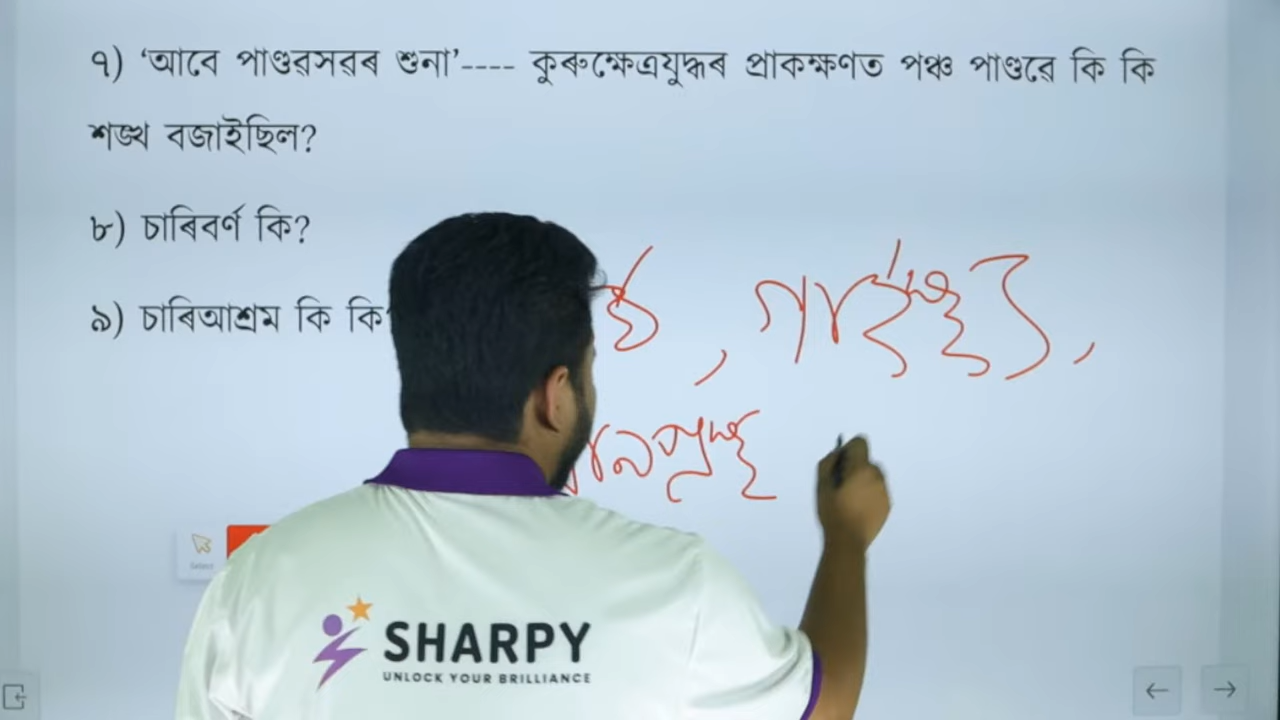 ৭) ‘আবে পাণ্ডৱসৱৰ শুনা’---- কুৰুক্ষেত্ৰযুদ্ধৰ প্ৰাকক্ষণত পঞ্চ পাণ্ডৱে কি কি
শঙ্খ বজাইছিল?
৮) চাৰিবৰ্ণ কি?
৯) চাৰিআশ্ৰম কি কি
গাৰ্হস্থ্য,
Select
SHARPY
UNLOCK YOUR BRILLIANCE